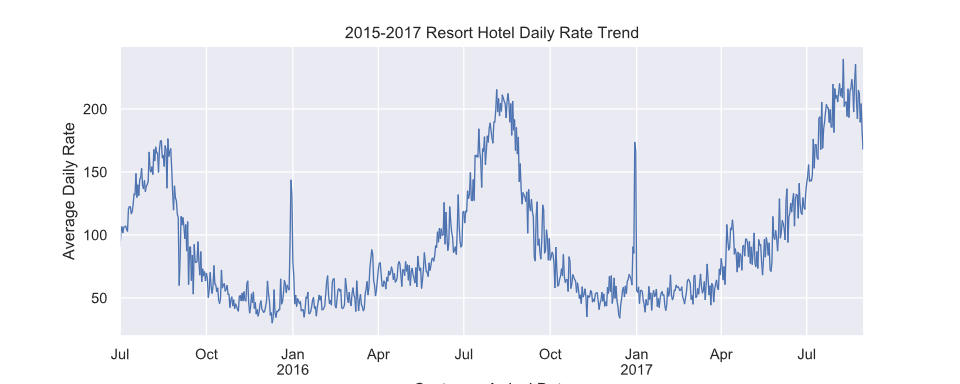 2015-2017 Resort Hotel Daily Rate Trend
Average Daily Rate
200
150
100
50
Jul Oct Jan Apr Jul Oct Jan Apr Jul
2016 2017